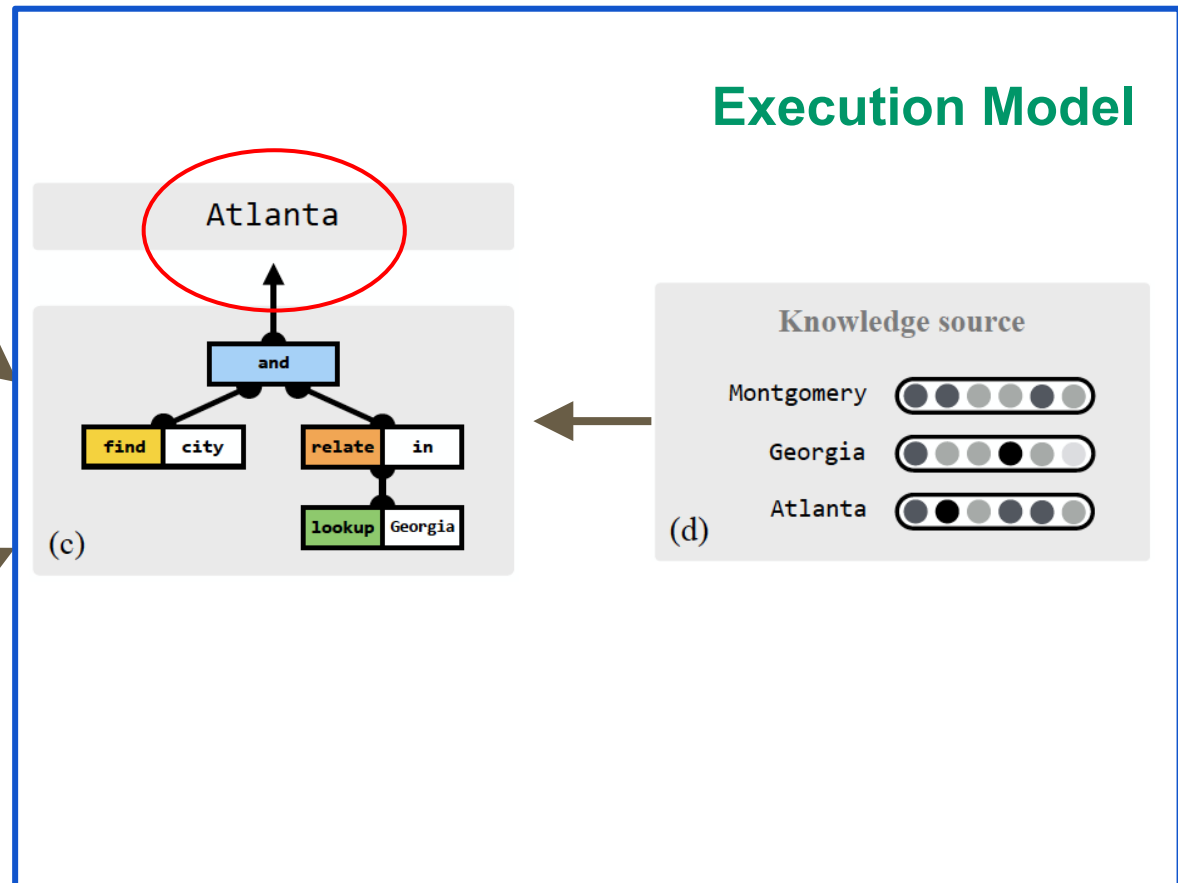 Execution Model
Atlanta
and
find city
relate in
lookup Georgia
(c)
Knowledge source
Montgomery
Georgia
Atlanta
(d)